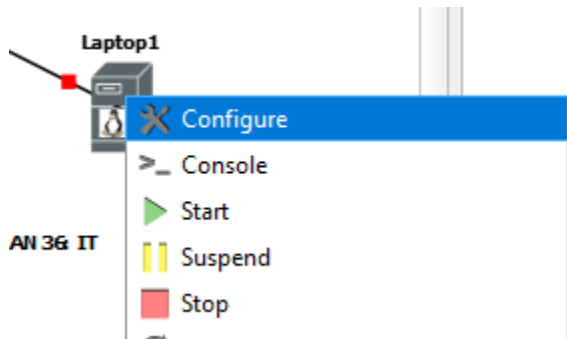 Laptop1
Configure
>_ Console
Start
AN 3& IT
Suspend
Stop